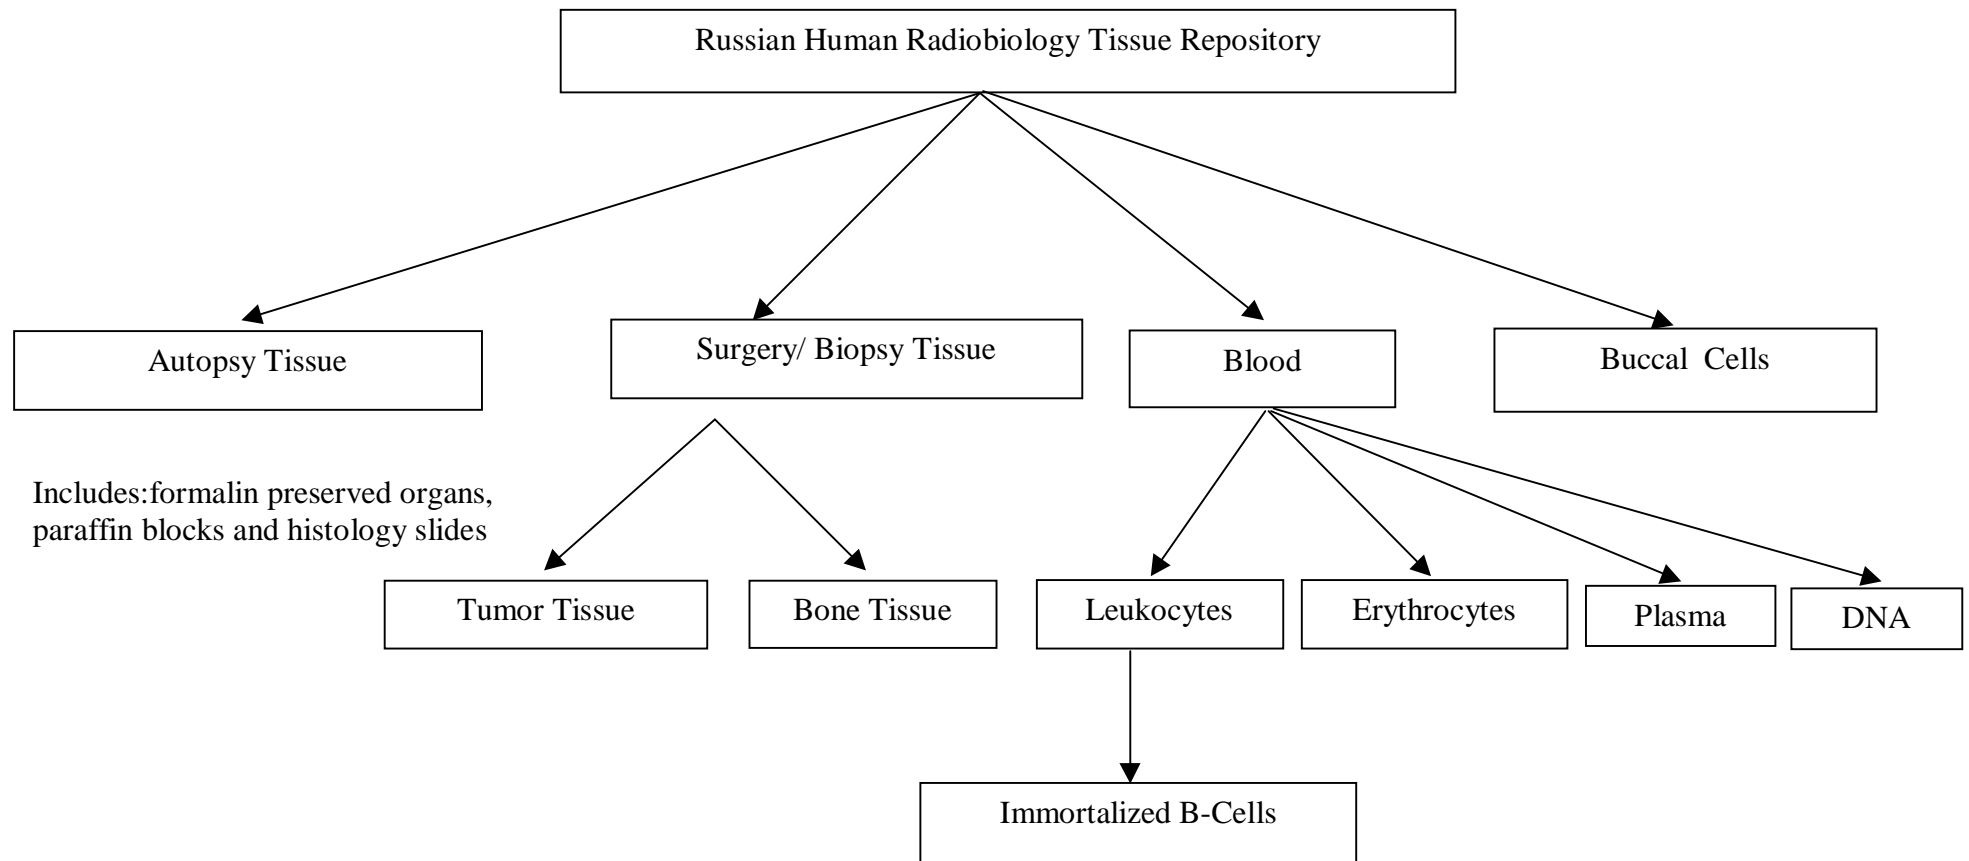 Russian Human Radiobiology Tissue Repository
Autopsy Tissue
Surgery/ Biopsy Tissue
Blood
Buccal  Cells
Includes:formalin preserved organs,
paraffin blocks and histology slides
Tumor Tissue
Bone Tissue
Leukocytes
Erythrocytes
Plasma
DNA
Immortalized B-Cells